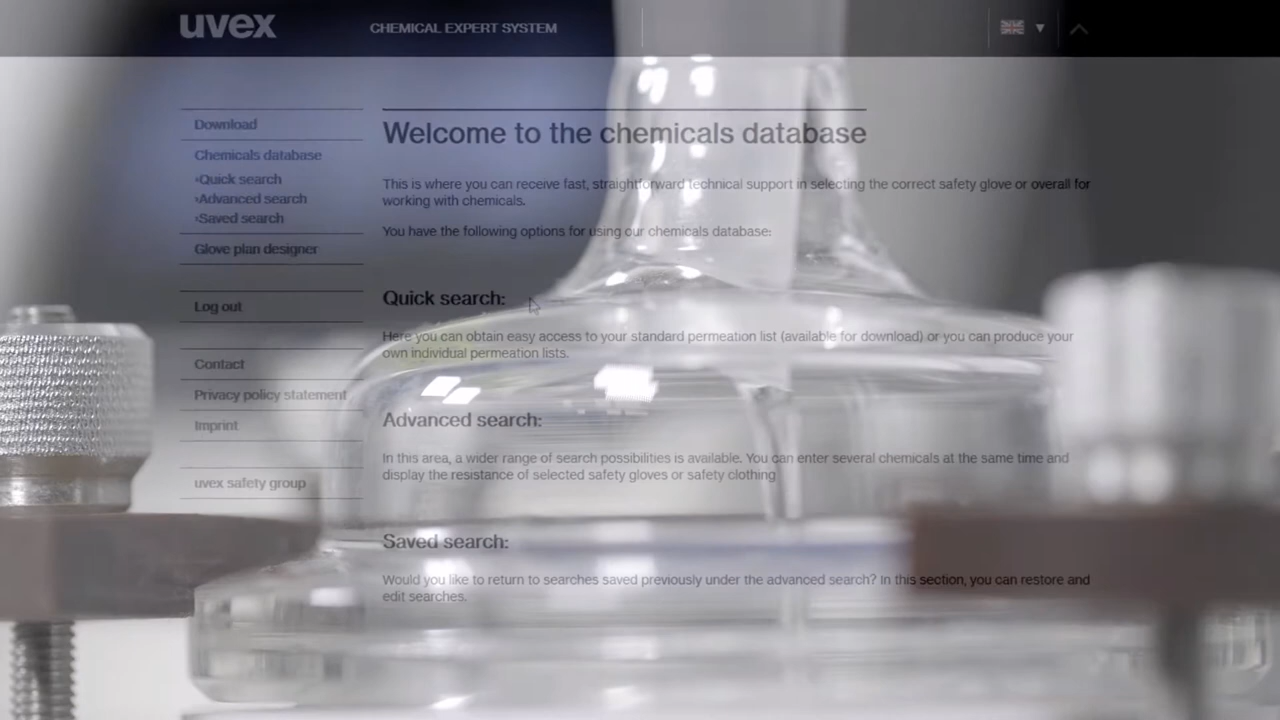 uvex
CHEMICAL EXPERT SYSTEM
Download
Chemicals database
›Quick search
›Advanced search
›Saved search
Glove plan designer
Log out
Contact
Privacy policy statement
Imprint
uvex safety group
Welcome to the chemicals database
This is where you can receive fast, straightforward technical support in selecting the correct safety glove or overall for
working with chemicals.
You have the following options for using our chemicals database:
Quick search:
Here you can obtain easy access to your standard permeation list (available for download) or you can produce your
own individual permeation lists.
Advanced search:
In this area, a wider range of search possibilities is available. You can enter several chemicals at the same time and
display the resistance of selected safety gloves or safety clothing
Saved search:
Would you like to return to searches saved previously under the advanced search? In this section, you can restore and
edit searches.